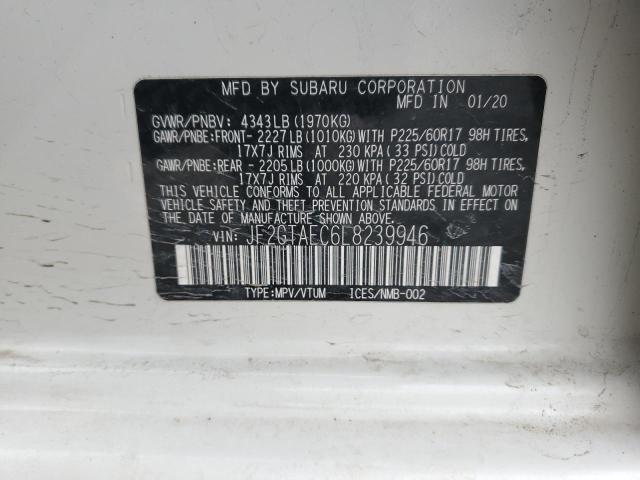 MFD BY SUBARU CORPORATION
MFD IN 01/20
GVWR/PNBV: 4343LB(1970KG)
GAWR/PNBE:FRONT- 2227LB(1010KG)WITH P225/60R17 98H TIRES,
17X7J RIMS AT 230 KPA(33 PSI)COLD
GAWR/PNBE:REAR - 2205LB(1000KG)WITH P225/60R17 98H TIRES,
17X7J RIMS AT 220 KPA(32 PSI)COLD
THIS VEHICLE CONFORMS TO ALL APPLICABLE FEDERAL MOTOR
VEHICLE SAFETY AND THEFT PREVENTION STANDARDS IN EFFECT
ON THE DATE OF MANUFACTURE SHOWN ABOVE.
VIN: JF2GTAEC6L8239946
TYPE:MPV/VTUM ICES/NMB-002